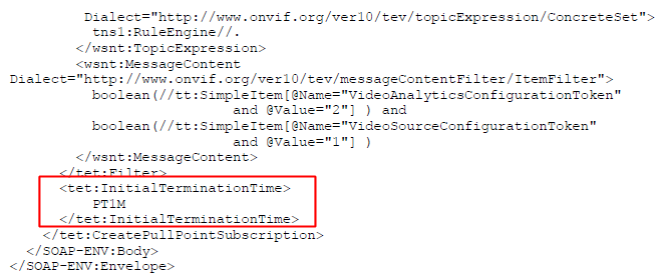 Dialect="http://www.onvif.org/ver10/tev/topicExpression/ConcreteSet">
tns1:RuleEngine//.
</wsnt:TopicExpression>
<wsnt:MessageContent
Dialect="http://www.onvif.org/ver10/tev/messageContentFilter/ItemFilter">
boolean(//tt:SimpleItem[@Name="VideoAnalyticsConfigurationToken"
and @Value="2"] ) and
boolean(//tt:SimpleItem[@Name="VideoSourceConfigurationToken"
and @Value="1"] )
</wsnt:MessageContent>
</tet:Filter>
<tet:InitialTerminationTime>
PT1M
</tet:InitialTerminationTime>
</tet:CreatePullPointSubscription>
</SOAP-ENV:Body>
</SOAP-ENV:Envelope>